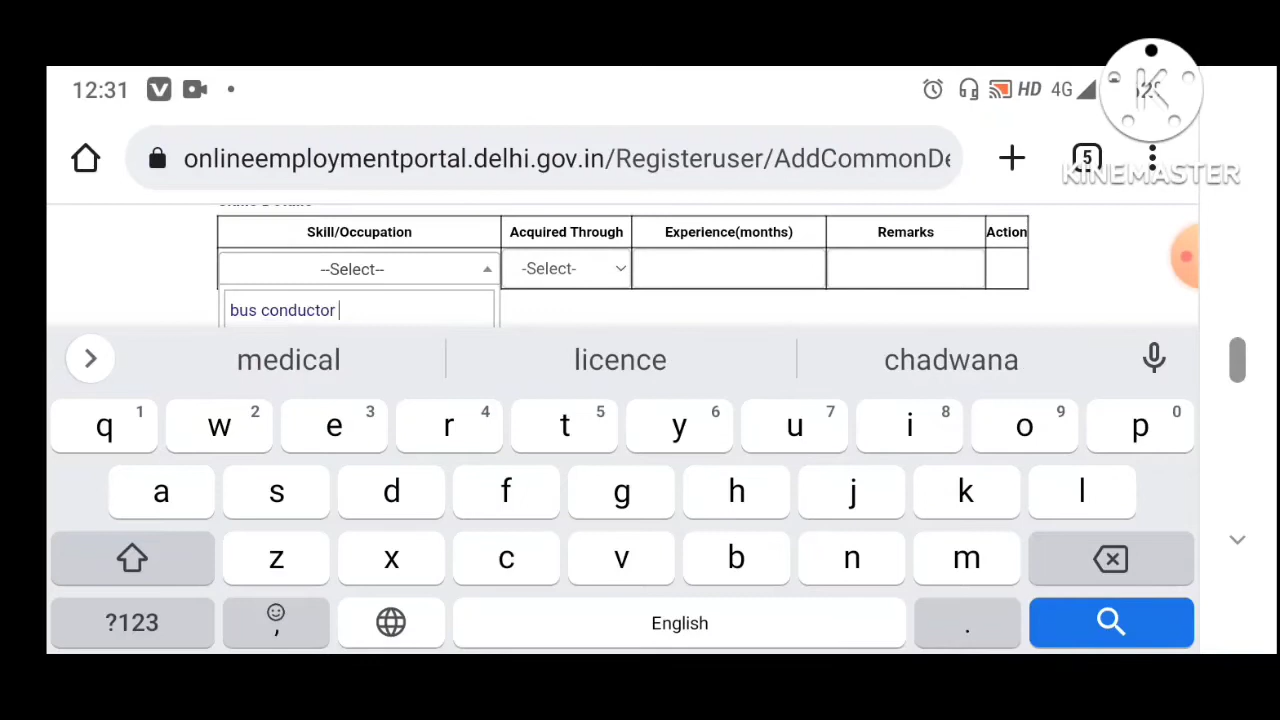 12:31 HD 4G
onlineemploymentportal.delhi.gov.in/Registeruser/AddCommonDe 5
KINEMASTER
Skill/Occupation Acquired Through Experience(months) Remarks Action
--Select-- -Select-
bus conductor
medical licence chadwana
q 1 w 2 e 3 r 4 t 5 y 6 u 7 i 8 o 9 p 0
a s d f g h j k l
z x c v b n m
?123 , English .